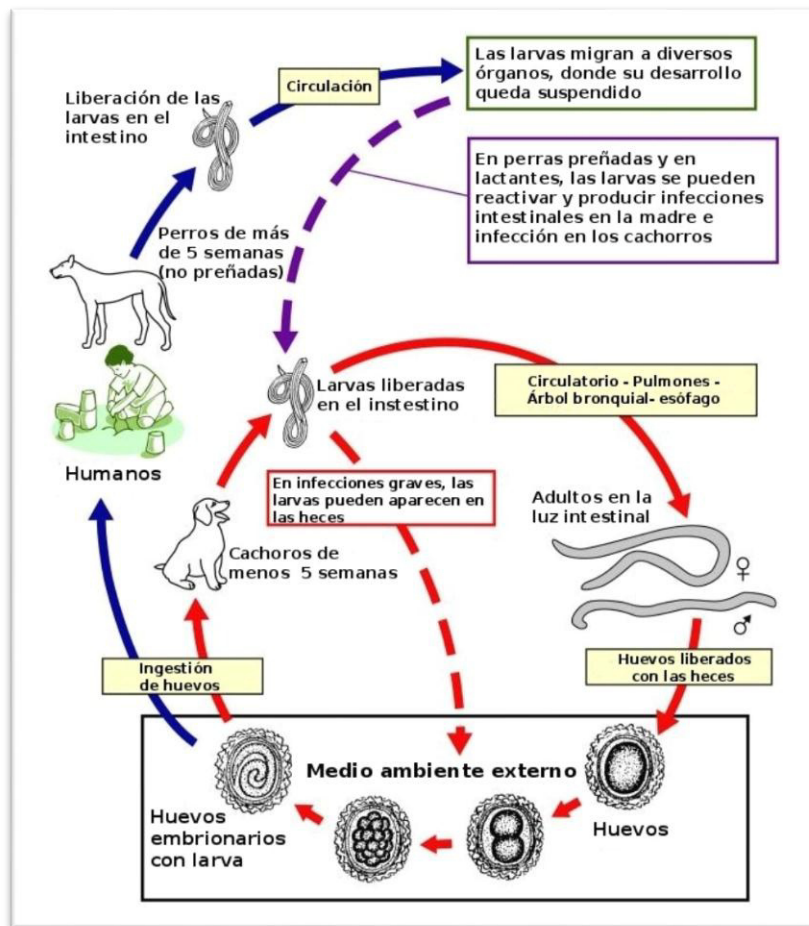 Las larvas migran a diversos
órganos, donde su desarrollo
queda suspendido
Circulación
Liberación de las
larvas en el
intestino
En perras preñadas y en
lactantes, las larvas se pueden
reactivar y producir infecciones
intestinales en la madre e
infección en los cachorros
Perros de más
de 5 semanas
(no preñadas)
Larvas liberadas
en el instestino
Circulatorio - Pulmones -
Árbol bronquial- esófago
Humanos
En infecciones graves, las
larvas pueden aparecen en
las heces
Adultos en la
luz intestinal
♀
♂
Cachoros de
menos 5 semanas
Ingestión
de huevos
Huevos liberados
con las heces
Medio ambiente externo
Huevos
embrionarios
con larva
Huevos